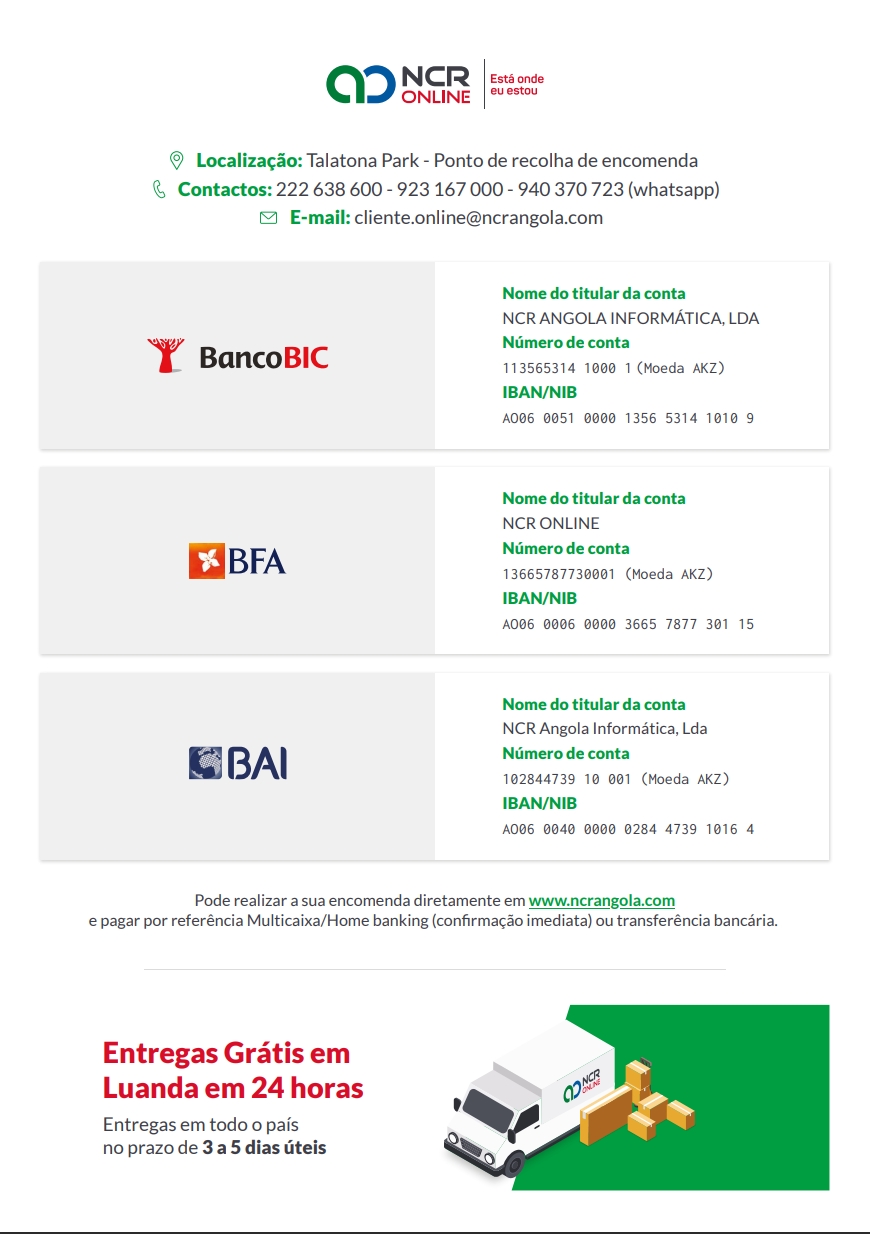 NCR
ONLINE
Está onde
eu estou
Localização: Talatona Park - Ponto de recolha de encomenda
Contactos: 222 638 600 - 923 167 000 - 940 370 723 (whatsapp)
E-mail: cliente.online@ncrangola.com
BancoBIC
Nome do titular da conta
NCR ANGOLA INFORMÁTICA, LDA
Número de conta
113565314 1000 1 (Moeda AKZ)
IBAN/NIB
AO06 0051 0000 1356 5314 1010 9
BFA
Nome do titular da conta
NCR ONLINE
Número de conta
13665787730001 (Moeda AKZ)
IBAN/NIB
AO06 0006 0000 3665 7877 301 15
BAI
Nome do titular da conta
NCR Angola Informática, Lda
Número de conta
102844739 10 001 (Moeda AKZ)
IBAN/NIB
AO06 0040 0000 0284 4739 1016 4
Pode realizar a sua encomenda diretamente em www.ncrangola.com
e pagar por referência Multicaixa/Home banking (confirmação imediata) ou transferência bancária.
Entregas Grátis em
Luanda em 24 horas
Entregas em todo o país
no prazo de 3 a 5 dias úteis
NCR
ONLINE